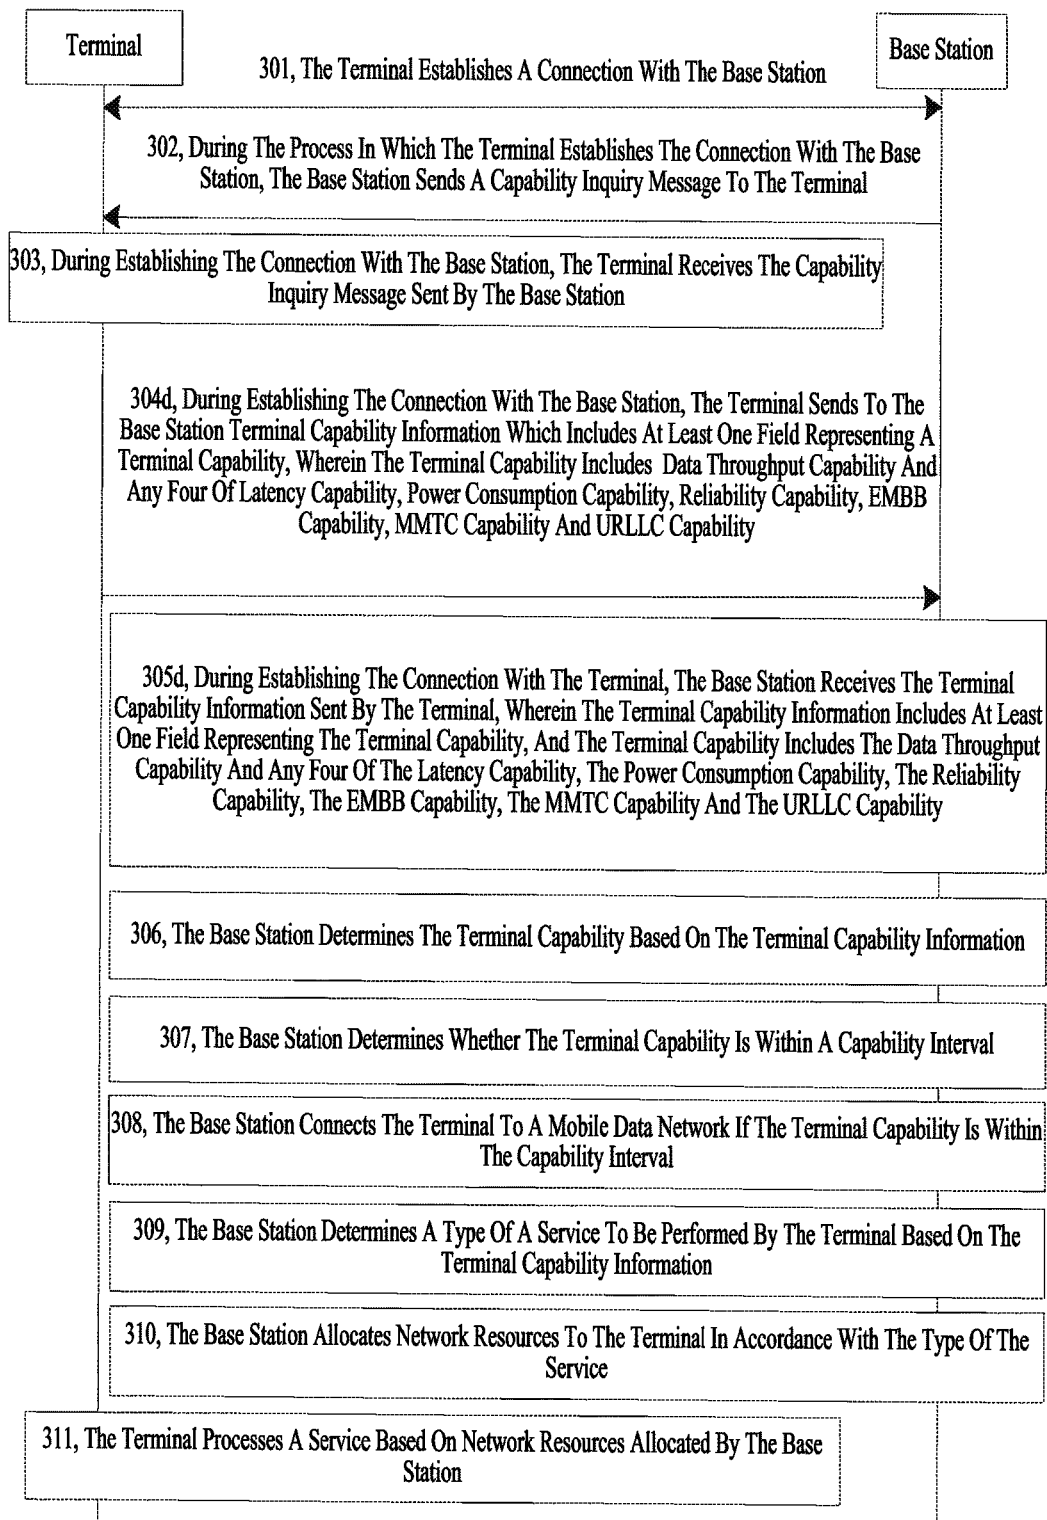 Terminal
Base Station
301, The Terminal Establishes A Connection With The Base Station
302, During The Process In Which The Terminal Establishes The Connection With The Base
Station, The Base Station Sends A Capability Inquiry Message To The Terminal
303, During Establishing The Connection With The Base Station, The Terminal Receives The Capability
Inquiry Message Sent By The Base Station
304d, During Establishing The Connection With The Base Station, The Terminal Sends To The
Base Station Terminal Capability Information Which Includes At Least One Field Representing A
Terminal Capability, Wherein The Terminal Capability Includes Data Throughput Capability And
Any Four Of Latency Capability, Power Consumption Capability, Reliability Capability, EMBB
Capability, MMTC Capability And URLLC Capability
305d, During Establishing The Connection With The Terminal, The Base Station Receives The Terminal
Capability Information Sent By The Terminal, Wherein The Terminal Capability Information Includes At Least
One Field Representing The Terminal Capability, And The Terminal Capability Includes The Data Throughput
Capability And Any Four Of The Latency Capability, The Power Consumption Capability, The Reliability
Capability, The EMBB Capability, The MMTC Capability And The URLLC Capability
306, The Base Station Determines The Terminal Capability Based On The Terminal Capability Information
307, The Base Station Determines Whether The Terminal Capability Is Within A Capability Interval
308, The Base Station Connects The Terminal To A Mobile Data Network If The Terminal Capability Is Within
The Capability Interval
309, The Base Station Determines A Type Of A Service To Be Performed By The Terminal Based On The
Terminal Capability Information
310, The Base Station Allocates Network Resources To The Terminal In Accordance With The Type Of The
Service
311, The Terminal Processes A Service Based On Network Resources Allocated By The Base
Station